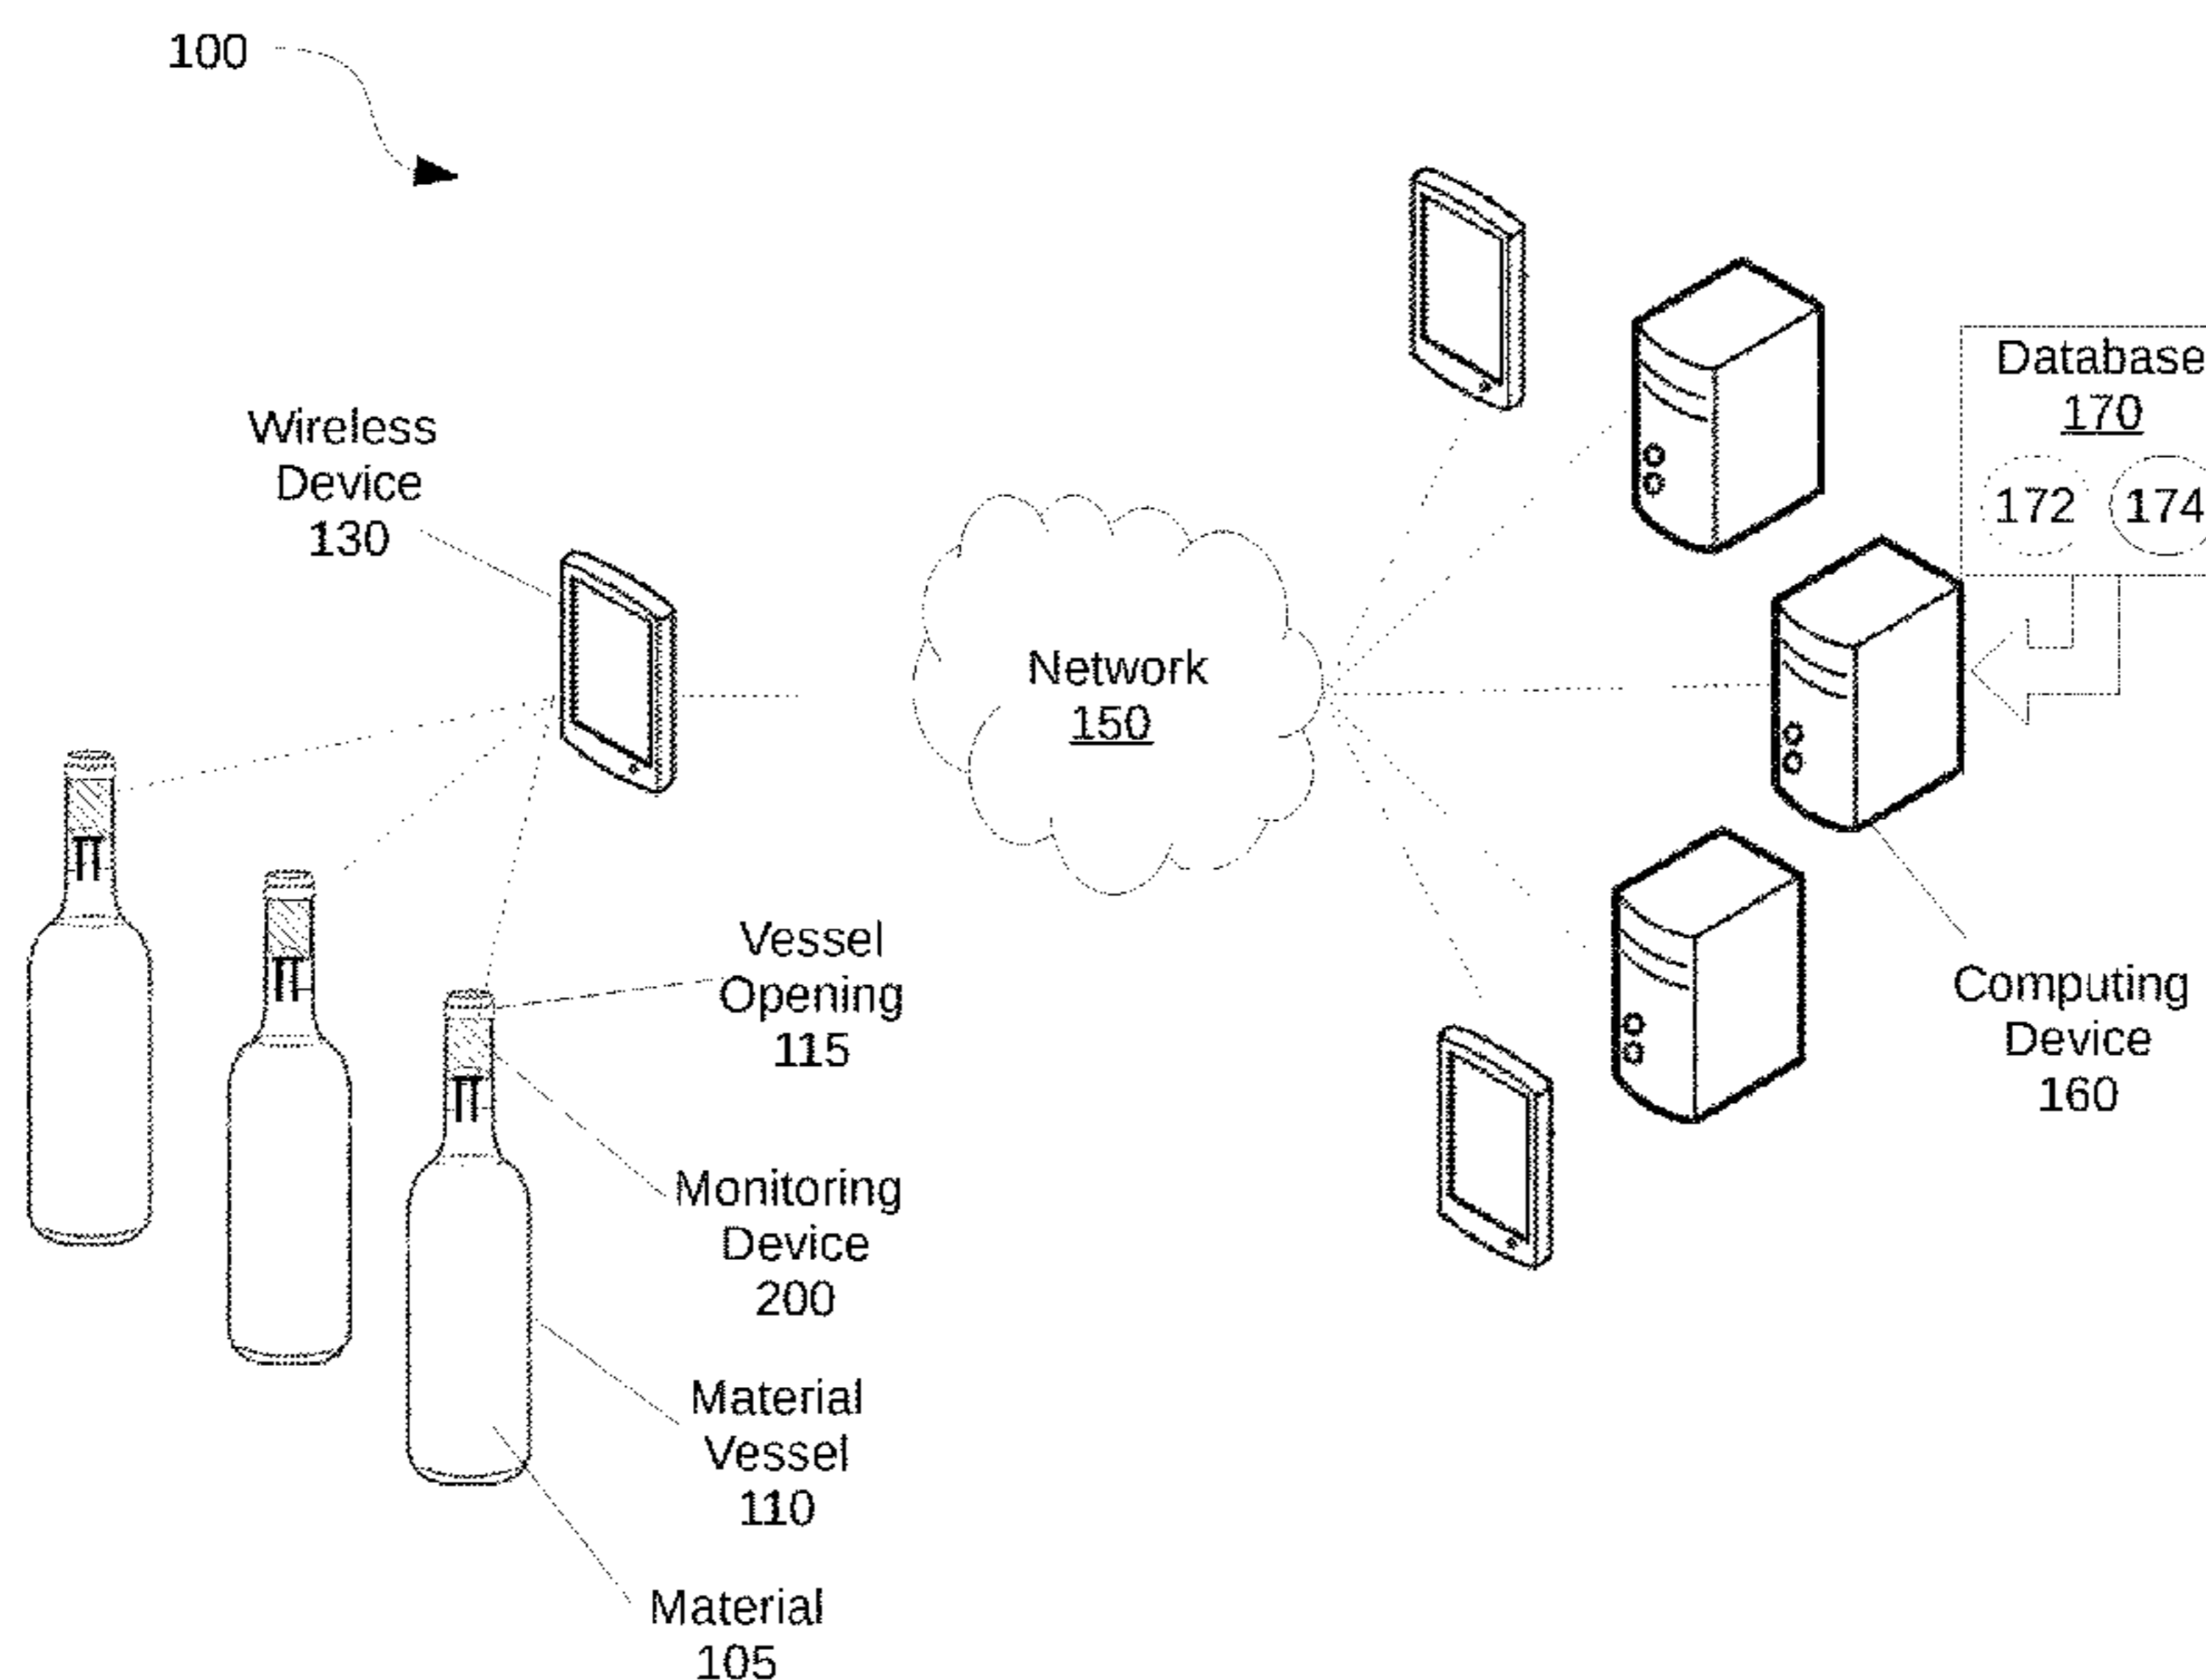 100
Wireless
Device
130
Network
150
Database
170
172
174
Vessel
Opening
115
Monitoring
Device
200
Material
Vessel
110
Material
105
Computing
Device
160